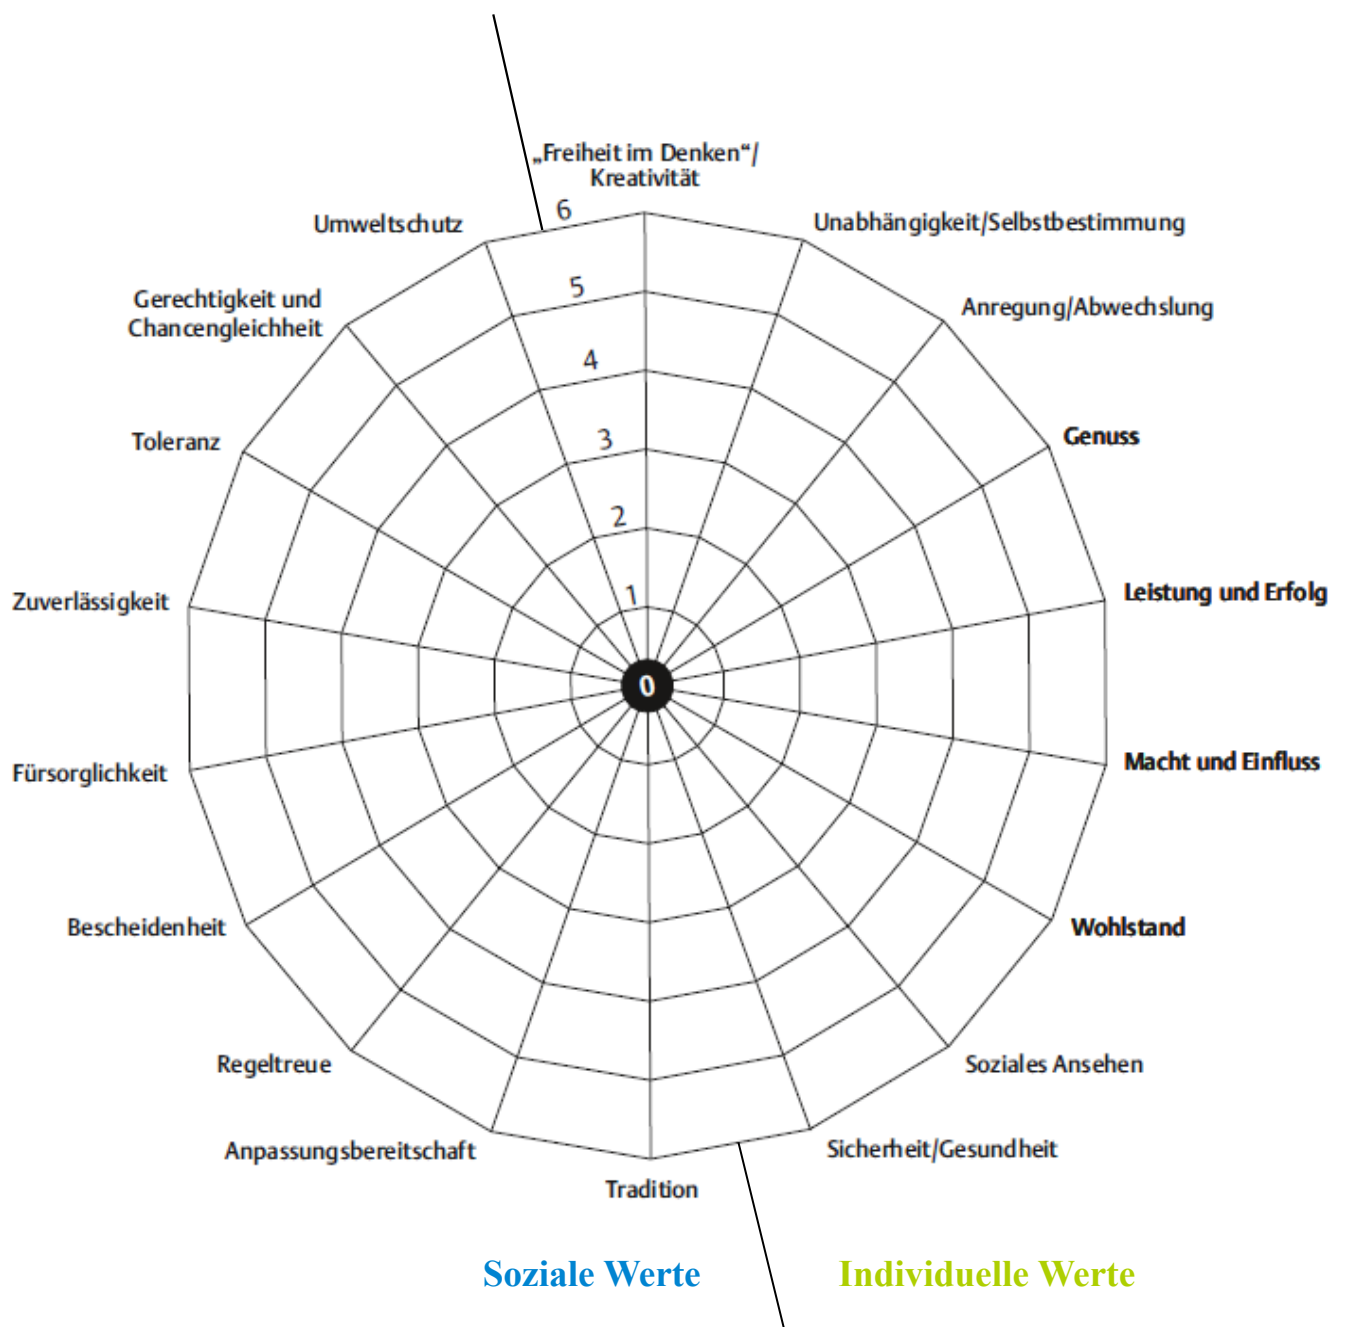 „Freiheit im Denken“/
Kreativität
6
Umweltschutz
Unabhängigkeit/Selbstbestimmung
5
Gerechtigkeit und
Chancengleichheit
Anregung/Abwechslung
4
Toleranz
3
Genuss
2
Zuverlässigkeit
1
Leistung und Erfolg
0
Fürsorglichkeit
Macht und Einfluss
Bescheidenheit
Wohlstand
Regeltreue
Soziales Ansehen
Anpassungsbereitschaft
Sicherheit/Gesundheit
Tradition
Soziale Werte
Individuelle Werte